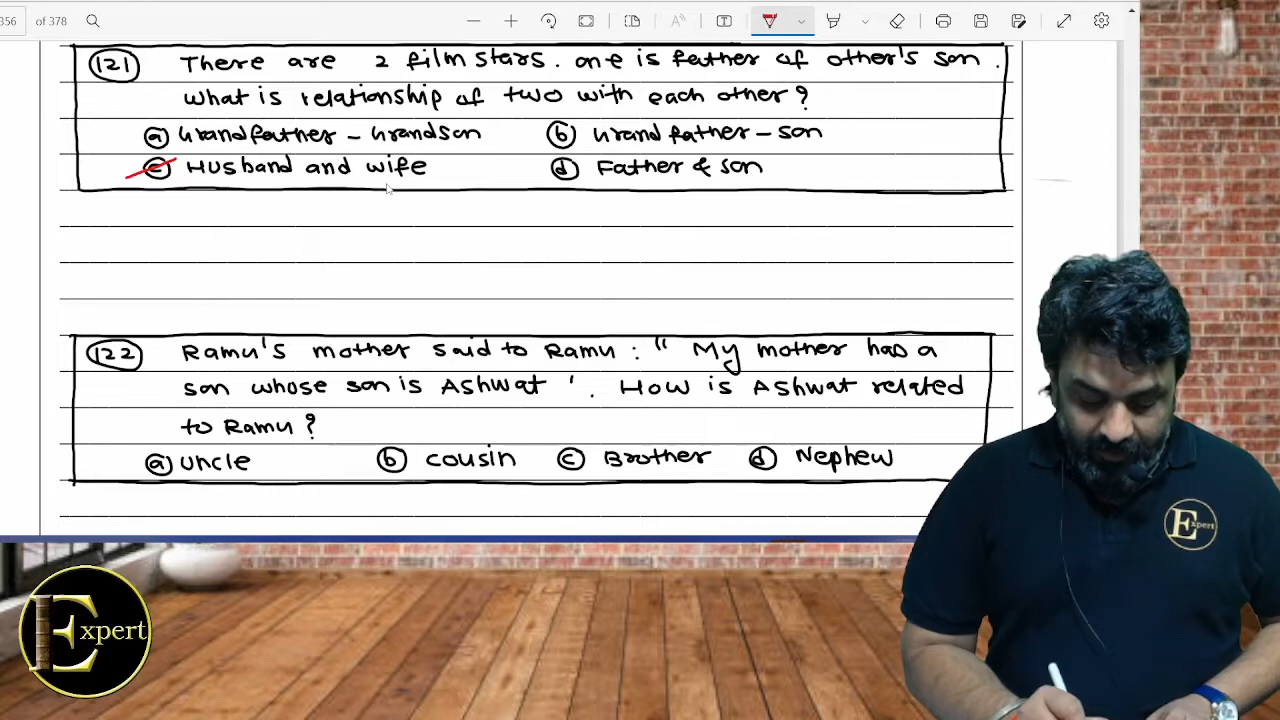 356 of 378
121 There are 2 film stars. One is father of other's son.
What is relationship of two with each other?
a Grandfather - Grandson b Grandfather - son
c Husband and wife d Father & son
122 Ramu's mother said to Ramu : " My mother has a
son whose son is Ashwat '. How is Ashwat related
to Ramu ?
a Uncle b cousin c Brother d Nephew
Expert
Expert